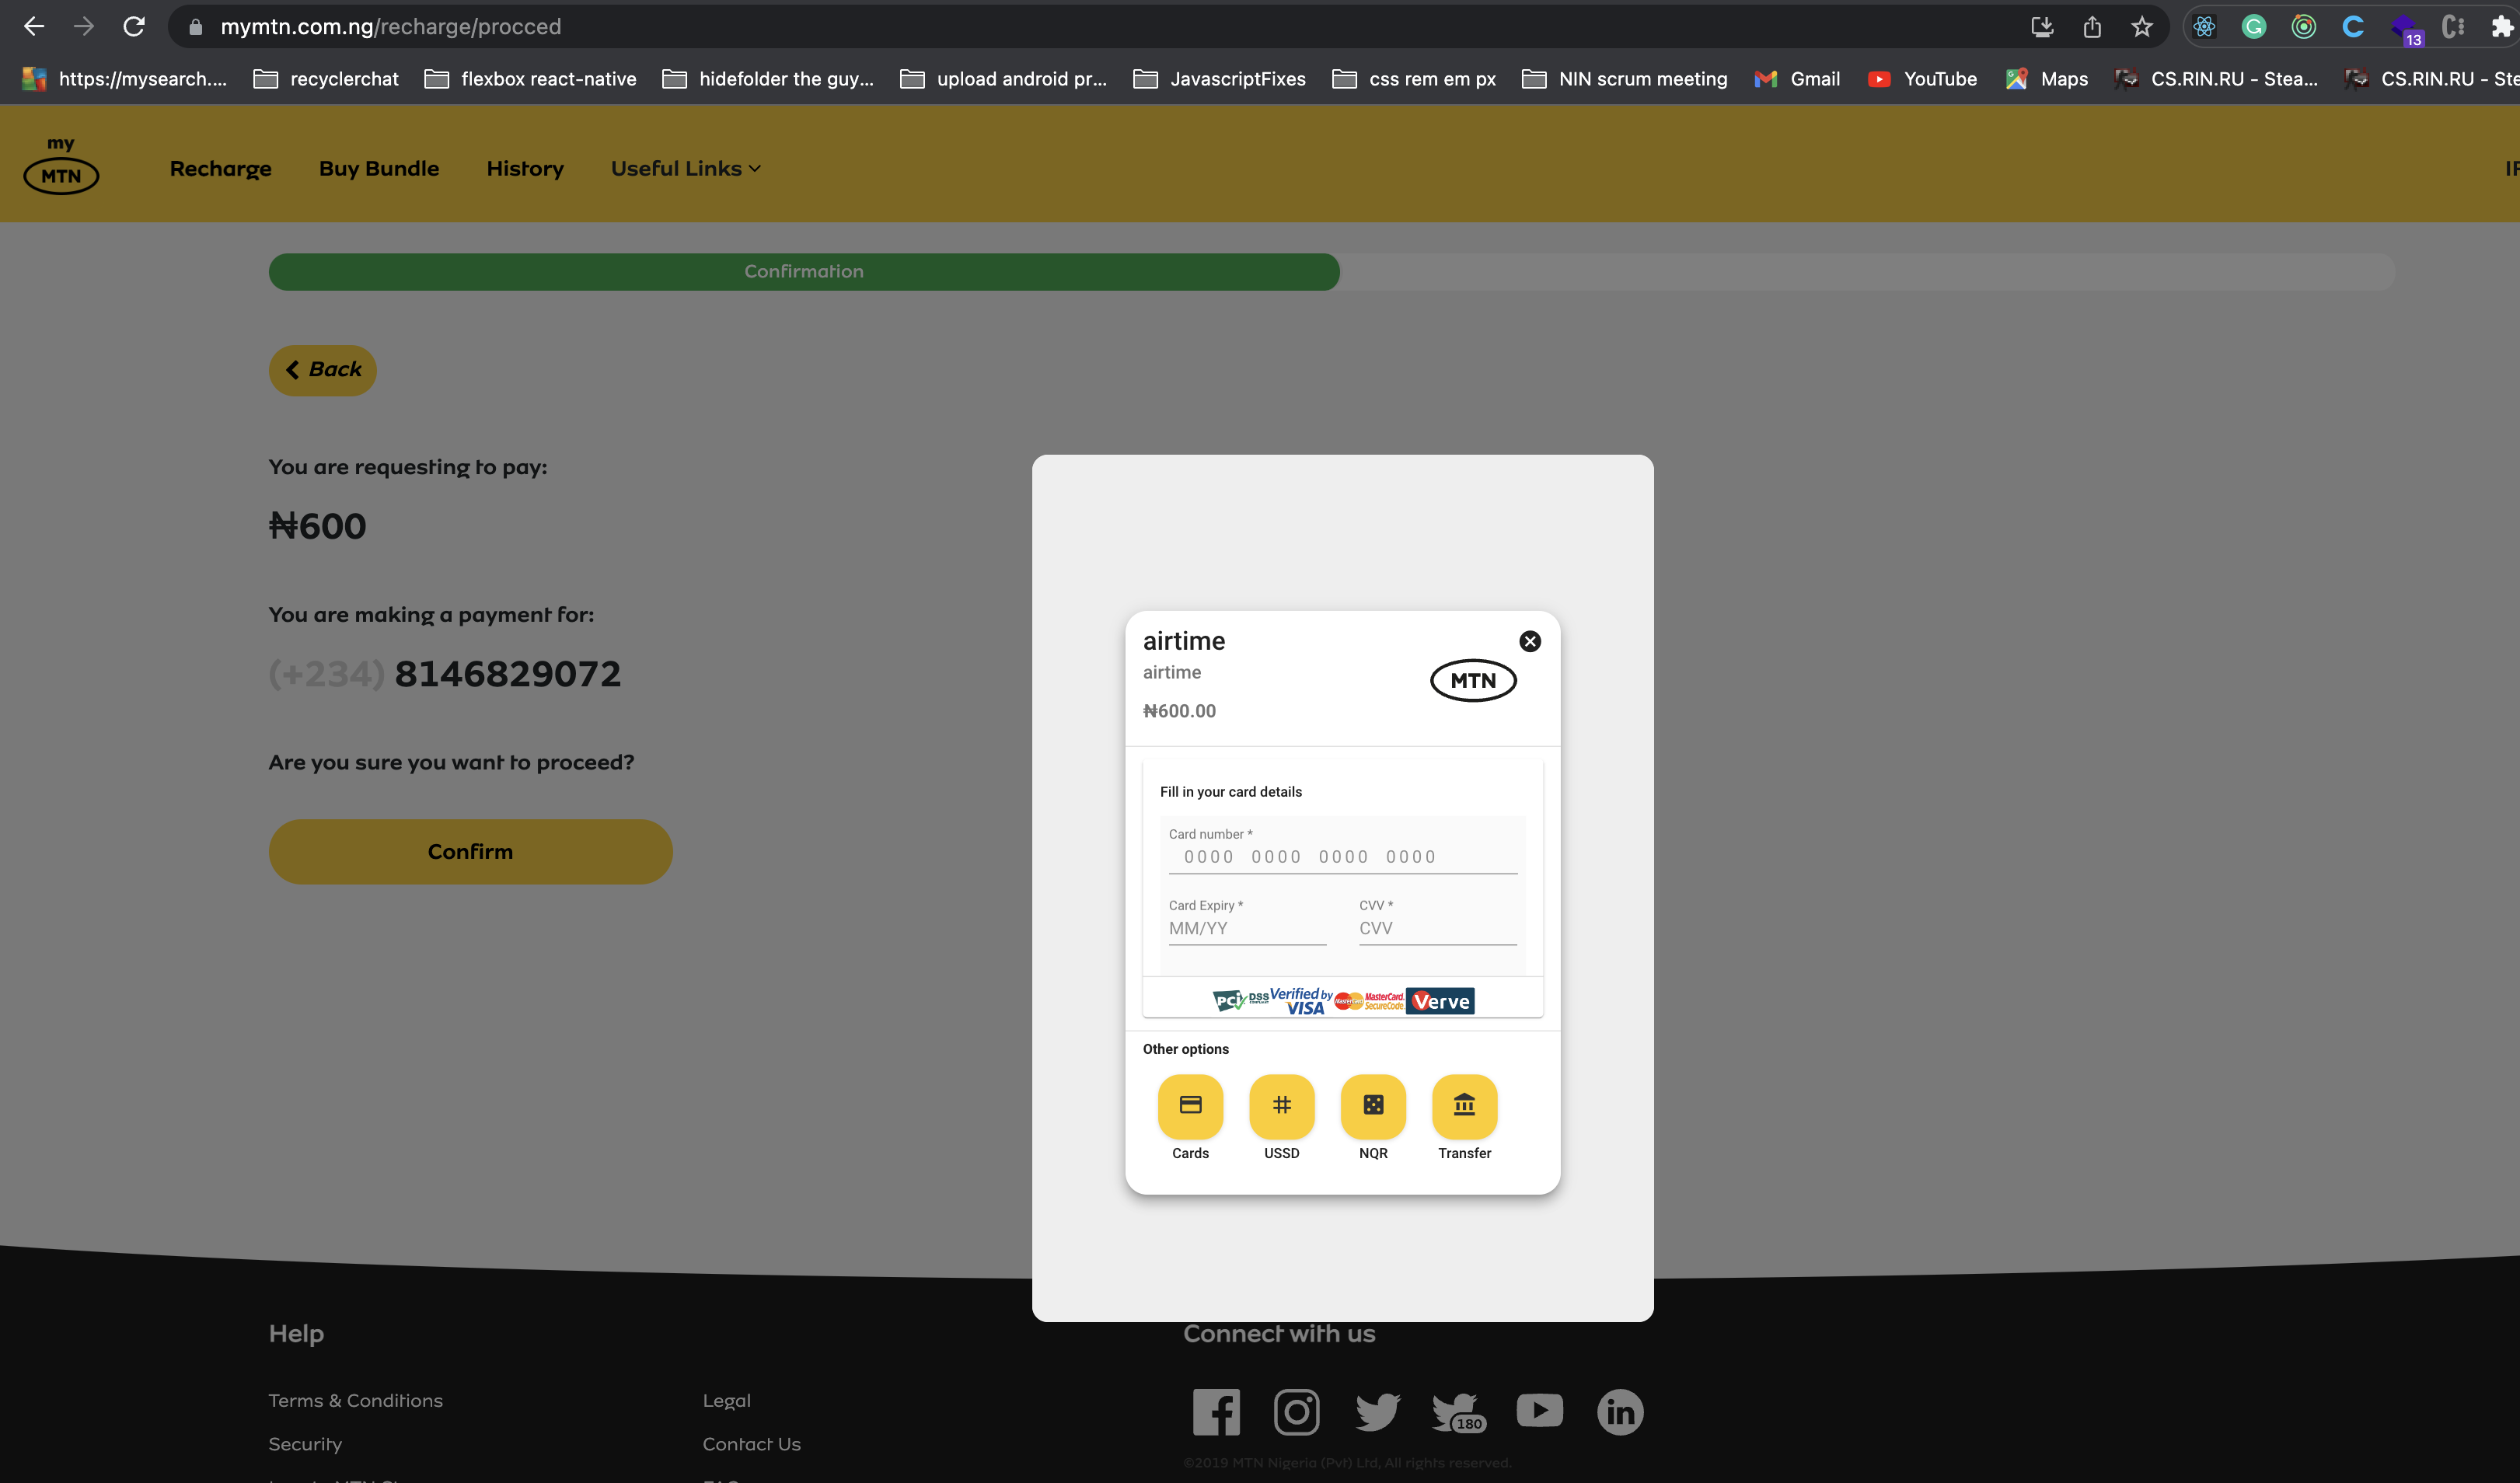 mymtn.com.ng/recharge/procced
13
https://mysearch.... recyclerchat flexbox react-native hidefolder the guy... upload android pr... JavascriptFixes css rem em px NIN scrum meeting Gmail YouTube Maps CS.RIN.RU - Stea... CS.RIN.RU - Ste
my
MTN
Recharge Buy Bundle History Useful Links
Confirmation
Back
You are requesting to pay:
₦600
You are making a payment for:
(+234) 8146829072
Are you sure you want to proceed?
Confirm
airtime
airtime
MTN
₦600.00
Fill in your card details
Card number *
0000 0000 0000 0000
Card Expiry * CVV *
MM/YY CVV
PCI DSS COMPLIANT Verified by VISA MasterCard MasterCard. SecureCode. Verve
Other options
Cards USSD NQR Transfer
Help Connect with us
Terms & Conditions Legal
180
Security Contact Us
©2019 MTN Nigeria (Pvt) Ltd, All rights reserved.